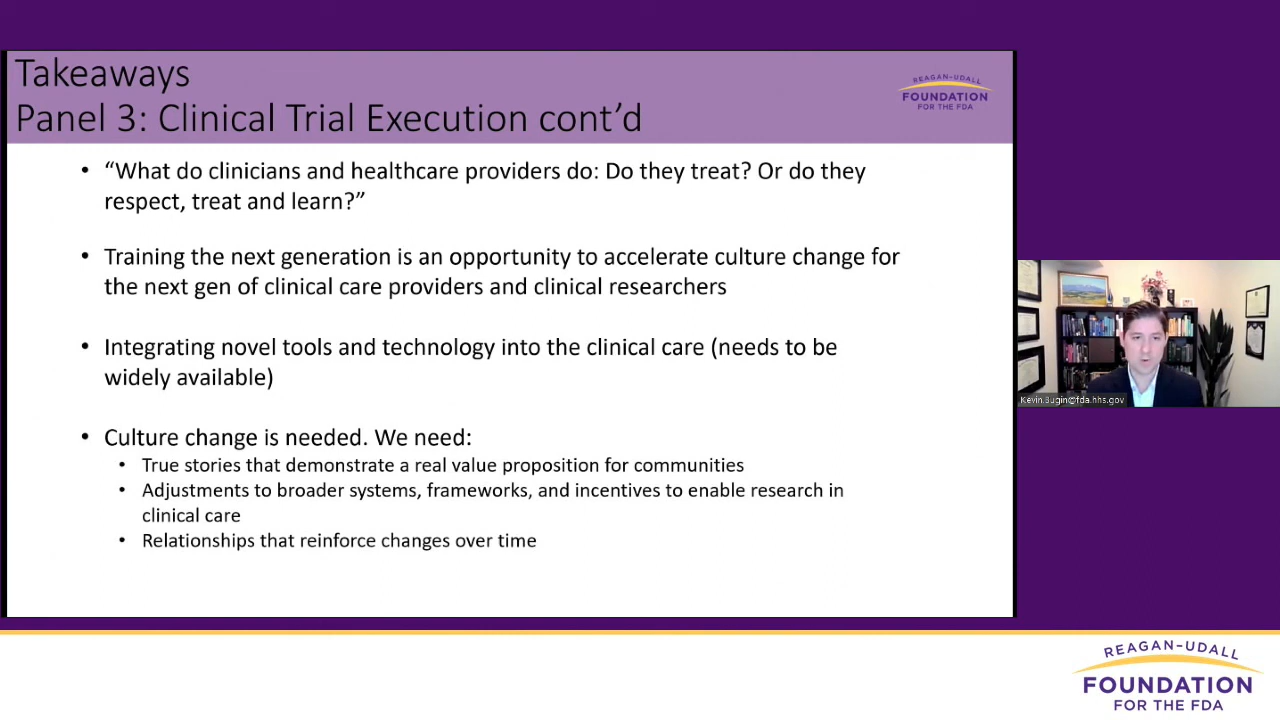 Takeaways
Panel 3: Clinical Trial Execution cont’d
REAGAN-UDALL
FOUNDATION
FOR THE FDA
• “What do clinicians and healthcare providers do: Do they treat? Or do they
respect, treat and learn?”
• Training the next generation is an opportunity to accelerate culture change for
the next gen of clinical care providers and clinical researchers
• Integrating novel tools and technology into the clinical care (needs to be
widely available)
• Culture change is needed. We need:
• True stories that demonstrate a real value proposition for communities
• Adjustments to broader systems, frameworks, and incentives to enable research in
clinical care
• Relationships that reinforce changes over time
Kevin.Bugin@fda.hhs.gov
REAGAN-UDALL
FOUNDATION
FOR THE FDA